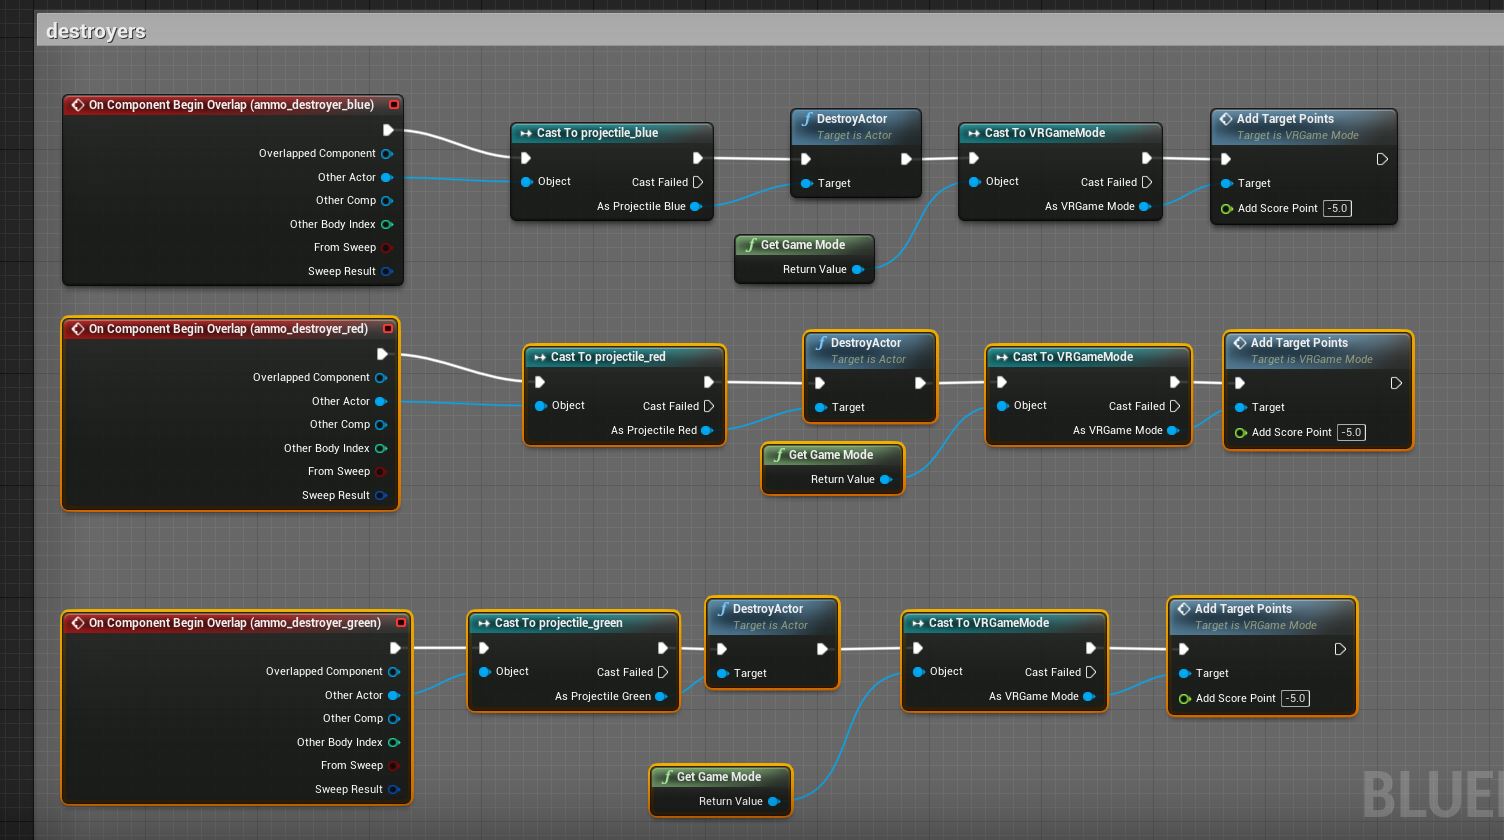 destroyers
On Component Begin Overlap (ammo_destroyer_blue)
Overlapped Component
Other Actor
Other Comp
Other Body Index
From Sweep
Sweep Result
Cast To projectile_blue
Object
Cast Failed
As Projectile Blue
DestroyActor
Target is Actor
Target
Get Game Mode
Return Value
Cast To VRGameMode
Object
Cast Failed
As VRGame Mode
Add Target Points
Target is VRGame Mode
Target
Add Score Point -5.0
On Component Begin Overlap (ammo_destroyer_red)
Overlapped Component
Other Actor
Other Comp
Other Body Index
From Sweep
Sweep Result
Cast To projectile_red
Object
Cast Failed
As Projectile Red
DestroyActor
Target is Actor
Target
Get Game Mode
Return Value
Cast To VRGameMode
Object
Cast Failed
As VRGame Mode
Add Target Points
Target is VRGame Mode
Target
Add Score Point -5.0
On Component Begin Overlap (ammo_destroyer_green)
Overlapped Component
Other Actor
Other Comp
Other Body Index
From Sweep
Sweep Result
Cast To projectile_green
Object
Cast Failed
As Projectile Green
DestroyActor
Target is Actor
Target
Get Game Mode
Return Value
Cast To VRGameMode
Object
Cast Failed
As VRGame Mode
Add Target Points
Target is VRGame Mode
Target
Add Score Point -5.0